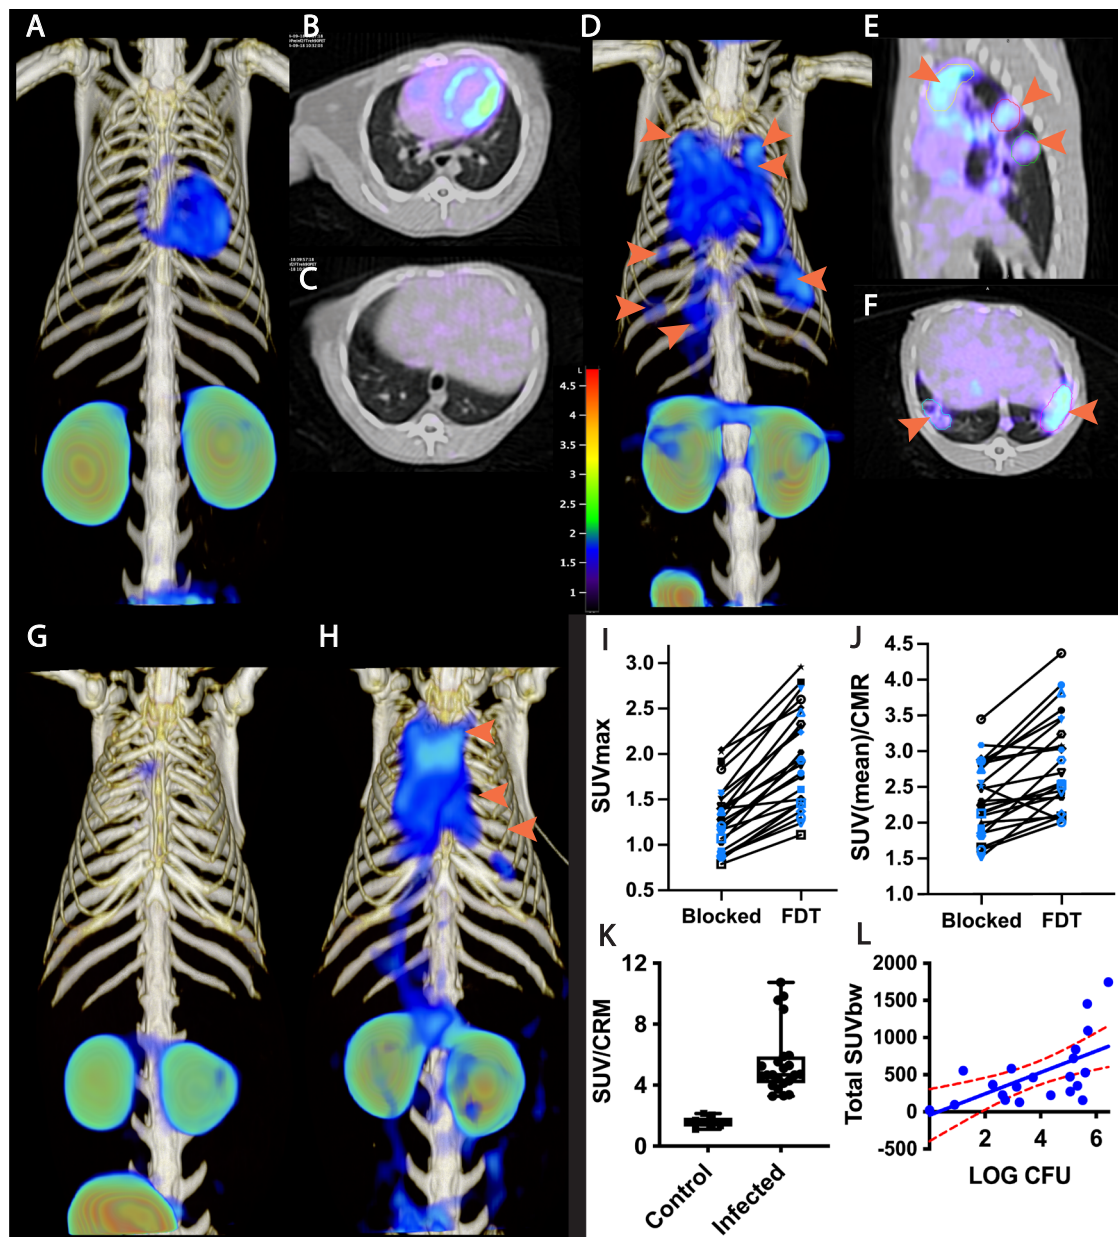 A
B
C
D
E
F
L
4.5
4
3.5
3
2.5
2
1.5
1
G
H
I
SUVmax
3.0
2.5
2.0
1.5
1.0
0.5
Blocked
FDT
J
SUV(mean)/CMR
4.5
4.0
3.5
3.0
2.5
2.0
1.5
1.0
Blocked
FDT
K
SUV/CRM
12
8
4
0
Control
Infected
L
Total SUVbw
2000
1500
1000
500
0
-500
2
4
6
LOG CFU